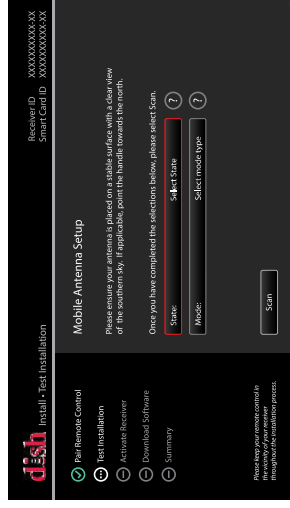 dish Install • Test Installation
Receiver ID XXXXXXXXXX-XX
Smart Card ID XXXXXXXXXX-XX
Pair Remote Control
Test Installation
Activate Receiver
Download Software
Summary
Please keep your remote control in
the vicinity of your receiver
throughout the installation process.
Mobile Antenna Setup
Please ensure your antenna is placed on a stable surface with a clear view
of the southern sky. If applicable, point the handle towards the north.
Once you have completed the selections below, please select Scan.
State: Select State ?
Mode: Select mode type ?
Scan